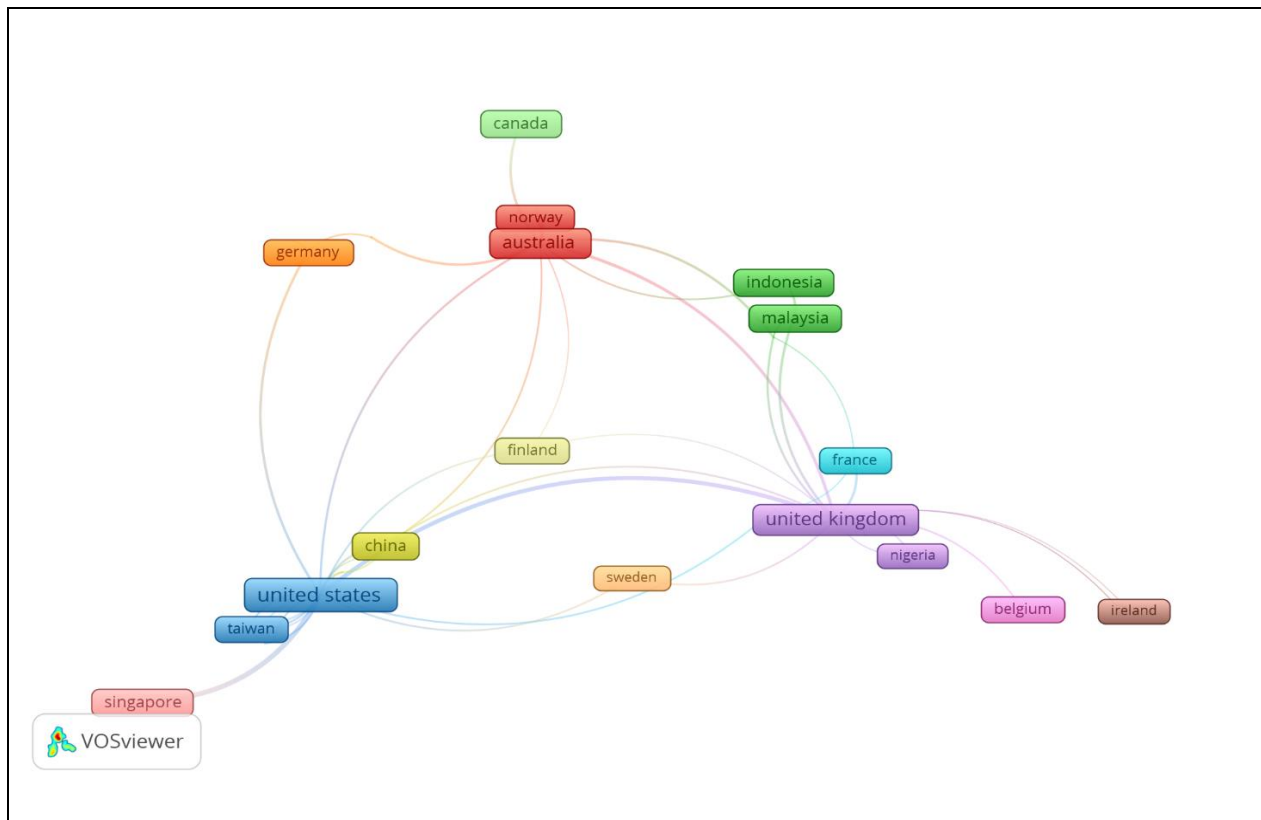 canada
norway
australia
germany
indonesia
malaysia
finland
france
united kingdom
china
nigeria
sweden
united states
belgium
ireland
taiwan
singapore
VOSviewer